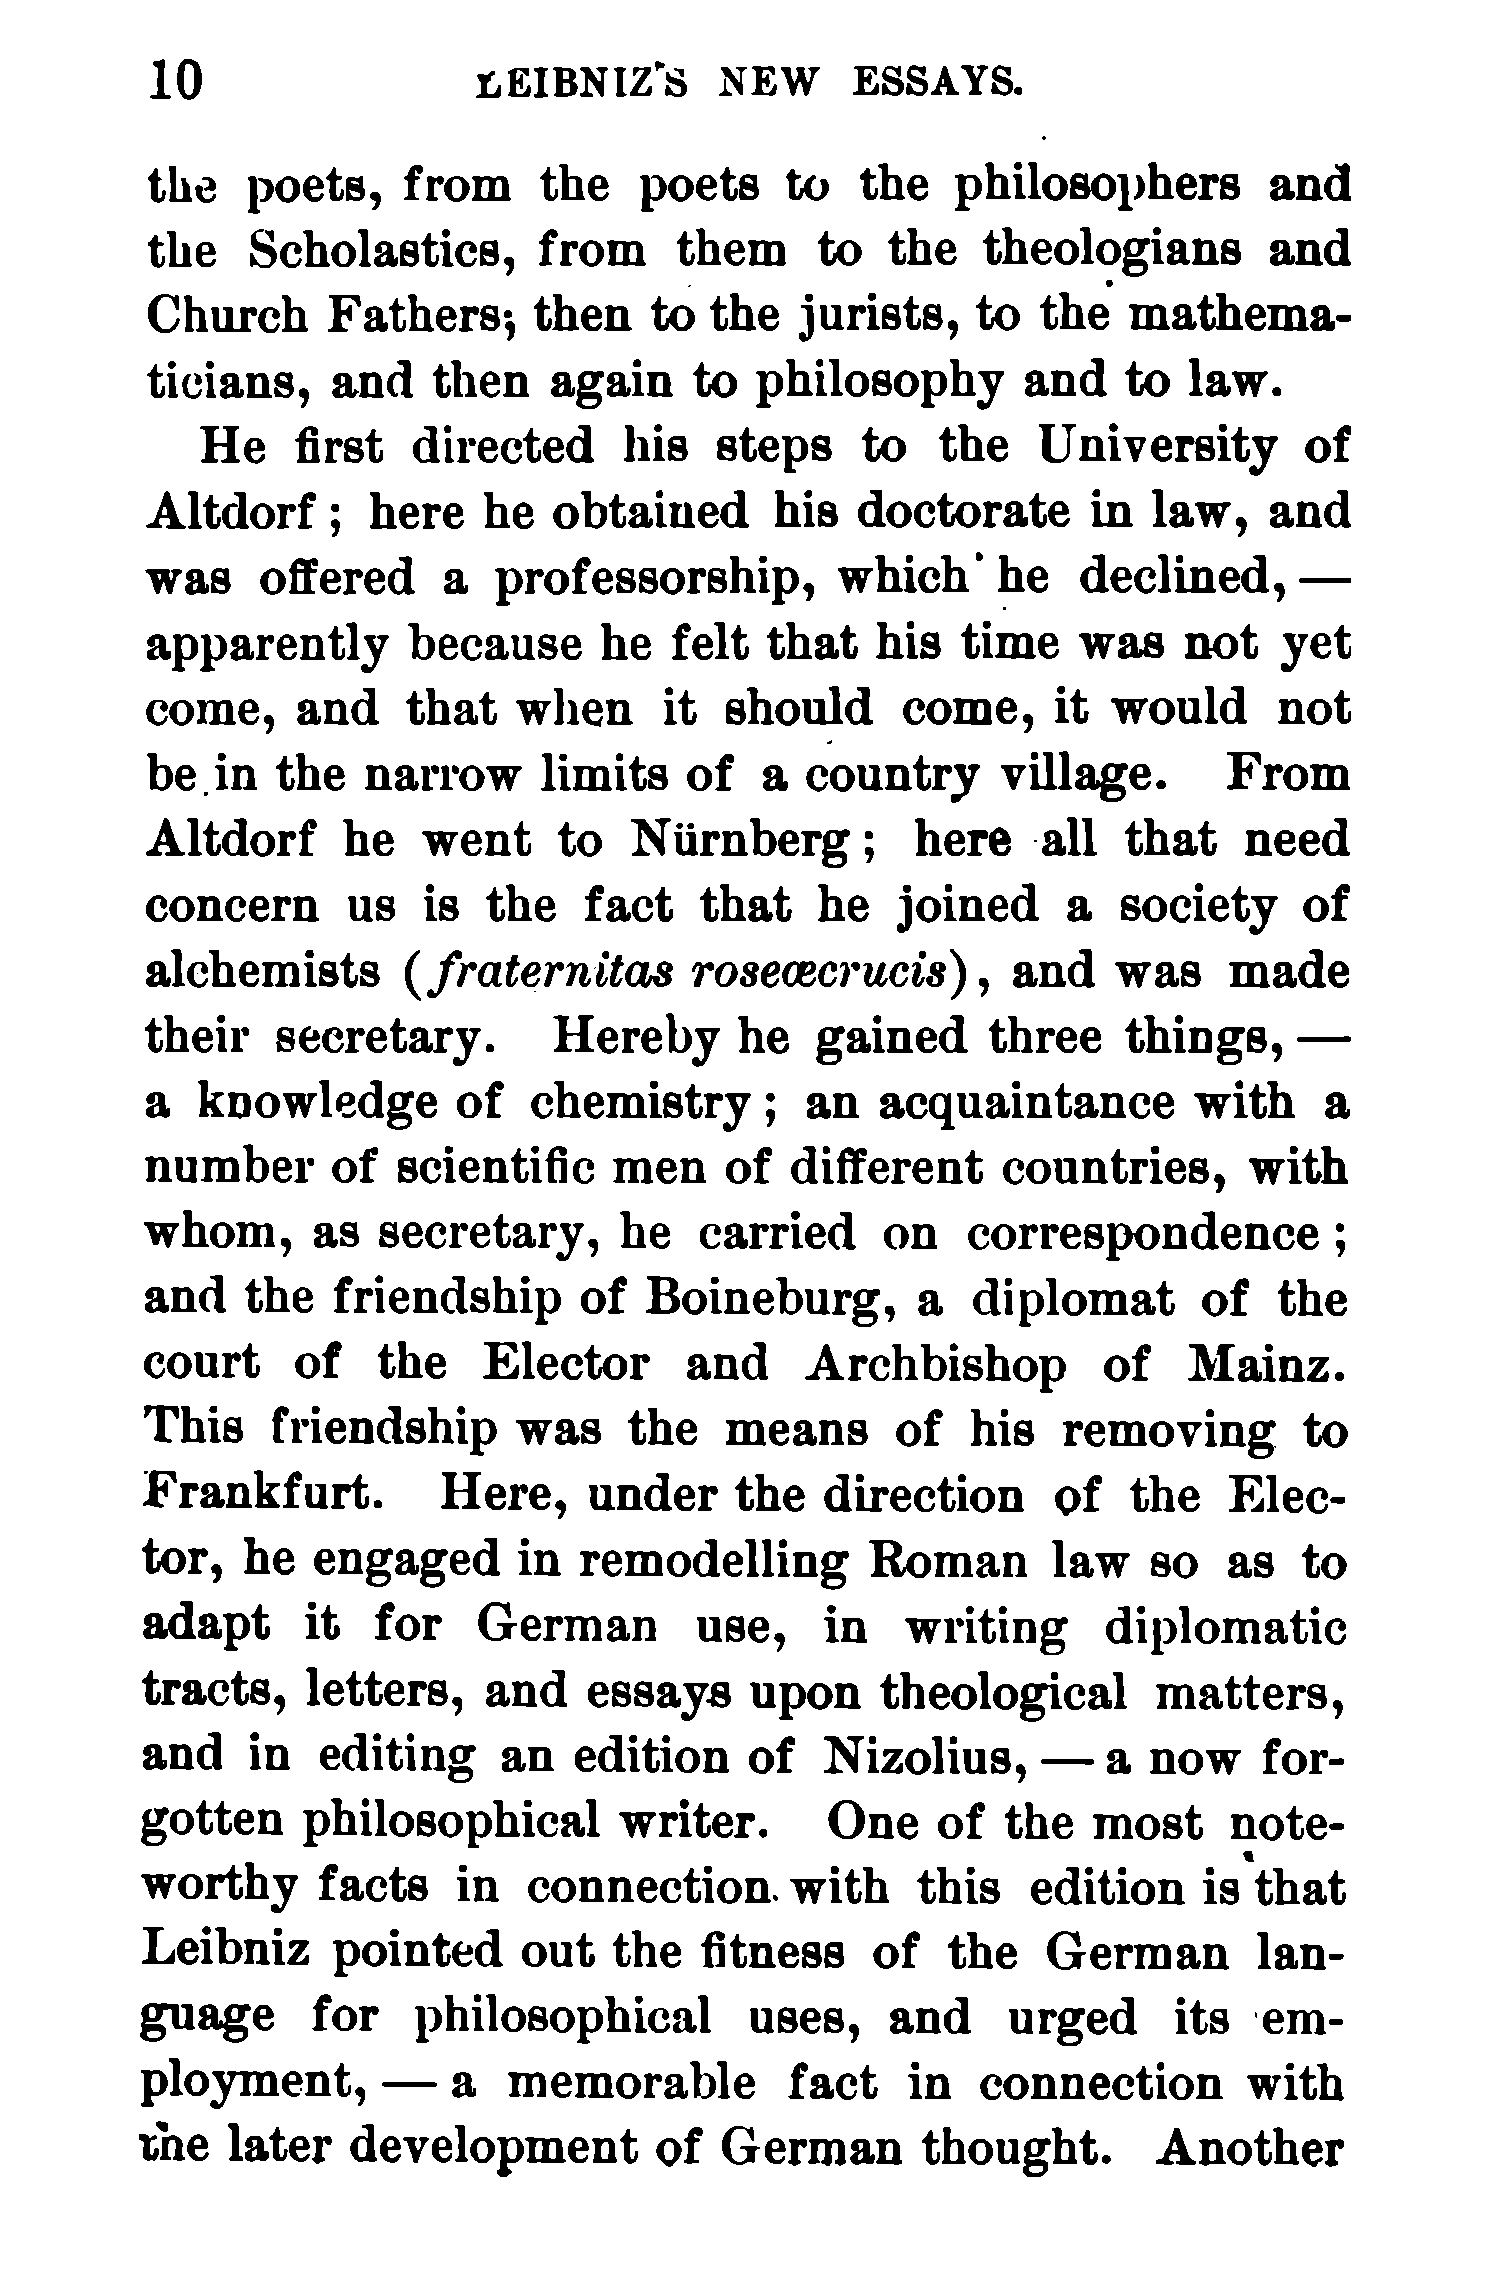 10 LEIBNIZ'S NEW ESSAYS.
the poets, from the poets to the philosophers and
the Scholastics, from them to the theologians and
Church Fathers; then to the jurists, to the mathema-
ticians, and then again to philosophy and to law.
He first directed his steps to the University of
Altdorf; here he obtained his doctorate in law, and
was offered a professorship, which he declined, —
apparently because he felt that his time was not yet
come, and that when it should come, it would not
be in the narrow limits of a country village. From
Altdorf he went to Nürnberg; here all that need
concern us is the fact that he joined a society of
alchemists (fraternitas roseæcrucis), and was made
their secretary. Hereby he gained three things, —
a knowledge of chemistry; an acquaintance with a
number of scientific men of different countries, with
whom, as secretary, he carried on correspondence;
and the friendship of Boineburg, a diplomat of the
court of the Elector and Archbishop of Mainz.
This friendship was the means of his removing to
Frankfurt. Here, under the direction of the Elec-
tor, he engaged in remodelling Roman law so as to
adapt it for German use, in writing diplomatic
tracts, letters, and essays upon theological matters,
and in editing an edition of Nizolius, — a now for-
gotten philosophical writer. One of the most note-
worthy facts in connection with this edition is that
Leibniz pointed out the fitness of the German lan-
guage for philosophical uses, and urged its em-
ployment, — a memorable fact in connection with
the later development of German thought. Another